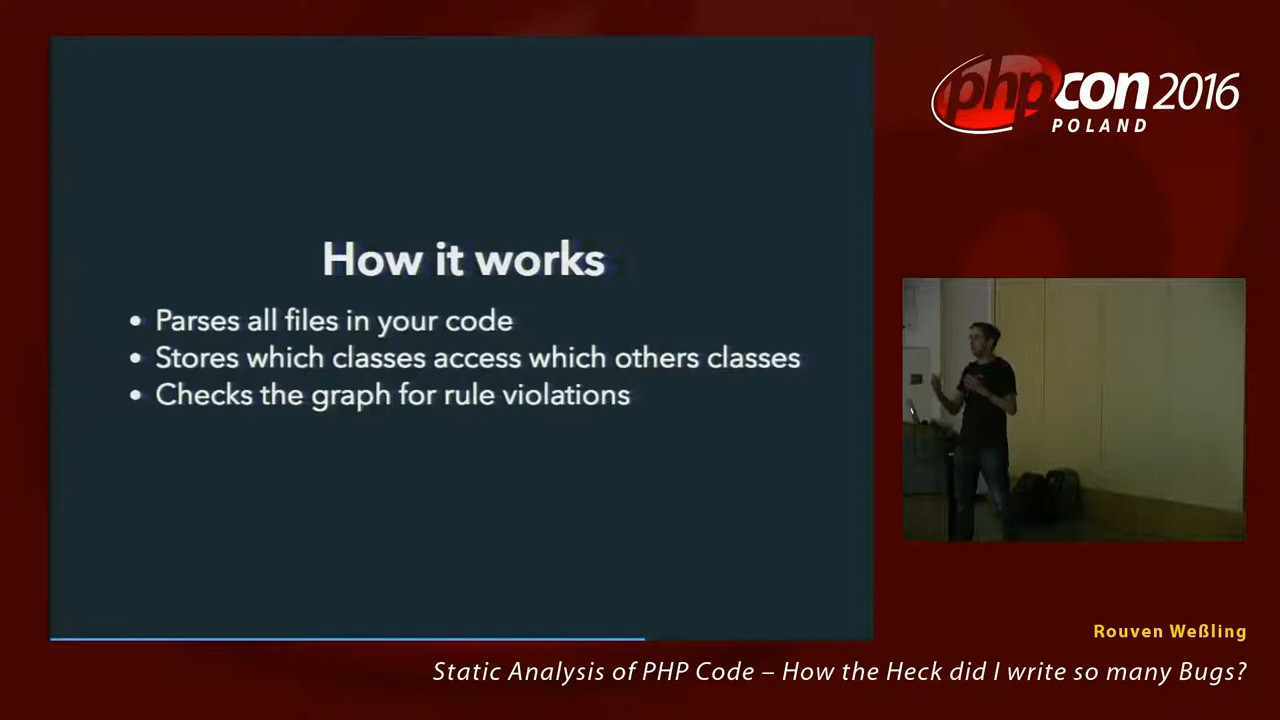 How it works
• Parses all files in your code
• Stores which classes access which others classes
• Checks the graph for rule violations
phpcon 2016
POLAND
Rouven Weßling
Static Analysis of PHP Code – How the Heck did I write so many Bugs?